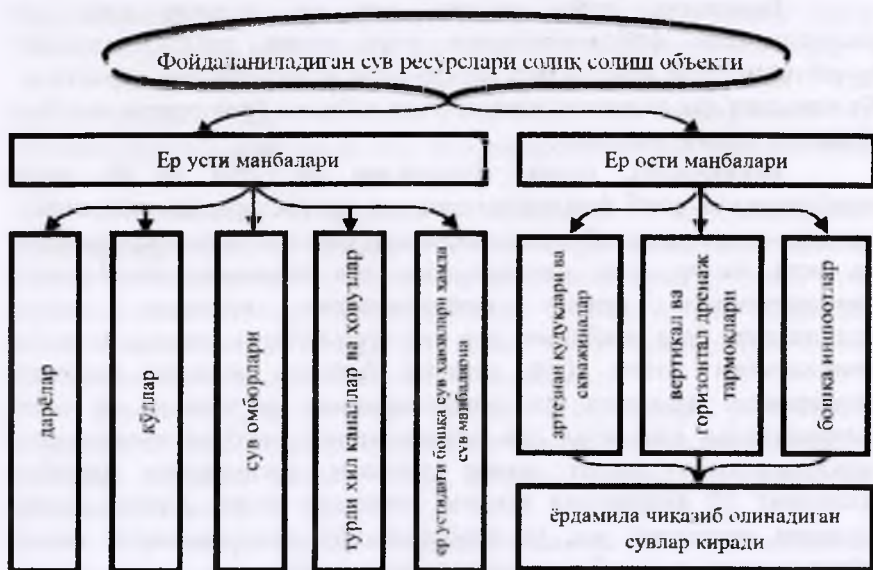 Фойдаланиладиган сув ресурслари солиқ солиш объекти
Ер усти манбалари
Ер ости манбалари
дарёлар
кўллар
сув омборлари
турли хил каналлар ва ҳовузлар
ер устидаги бошқа сув ҳавзлари ҳамда
сув манбаларича
артезиан қудуқлари ва
скважиналар
вертикал ва
горизонтал дренаж
тармоқлари
бошқа иншоотлар
ёрдамида чиқазиб олинадиган
сувлар киради